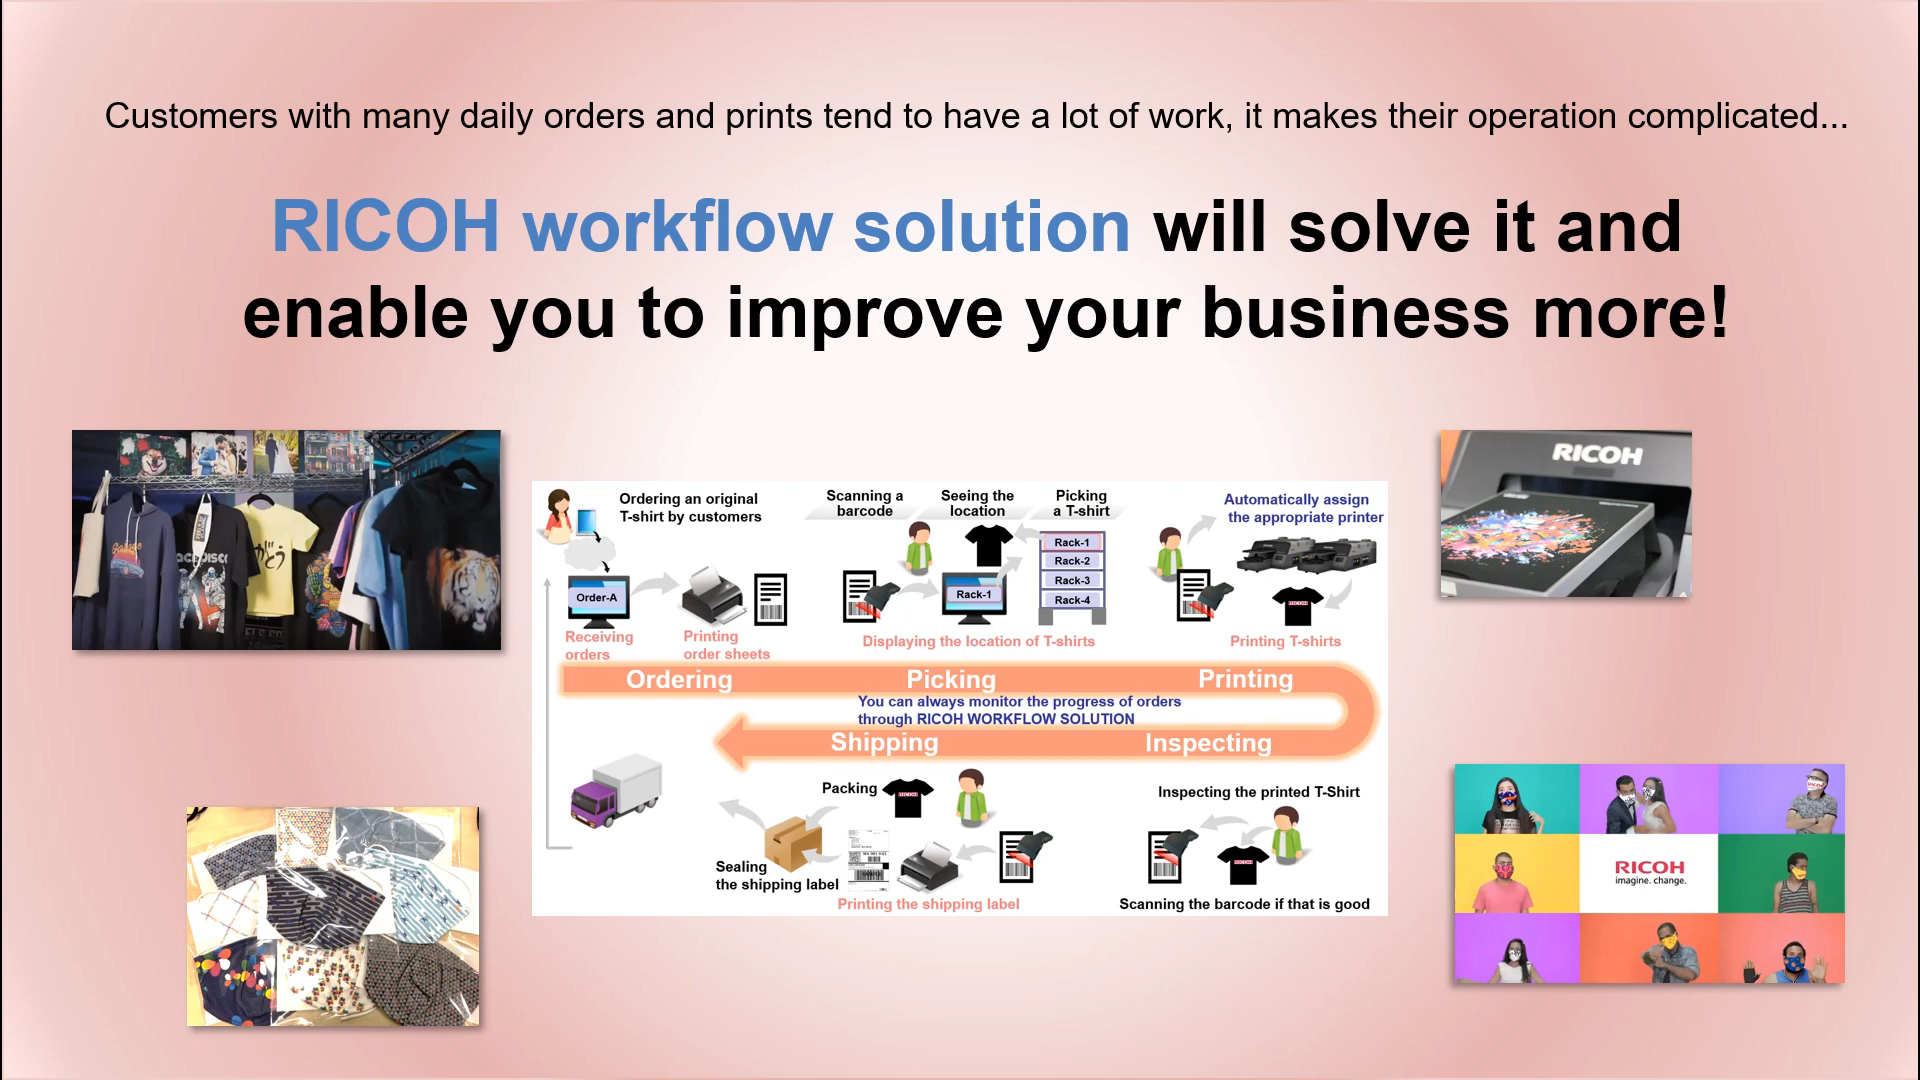 Customers with many daily orders and prints tend to have a lot of work, it makes their operation complicated...
RICOH workflow solution will solve it and
enable you to improve your business more!
Ordering an original
T-shirt by customers
Scanning a
barcode
Seeing the
location
Picking
a T-shirt
Automatically assign
the appropriate printer
Order-A
Rack-1
Rack-1
Rack-2
Rack-3
Rack-4
Receiving
orders
Printing
order sheets
Displaying the location of T-shirts
RICOH
Printing T-shirts
Ordering
Picking
Printing
You can always monitor the progress of orders
through RICOH WORKFLOW SOLUTION
Shipping
Inspecting
Packing
RICOH
Inspecting the printed T-Shirt
RICOH
Sealing
the shipping label
Printing the shipping label
Scanning the barcode if that is good
RICOH
RICOH
imagine. change.
がとう